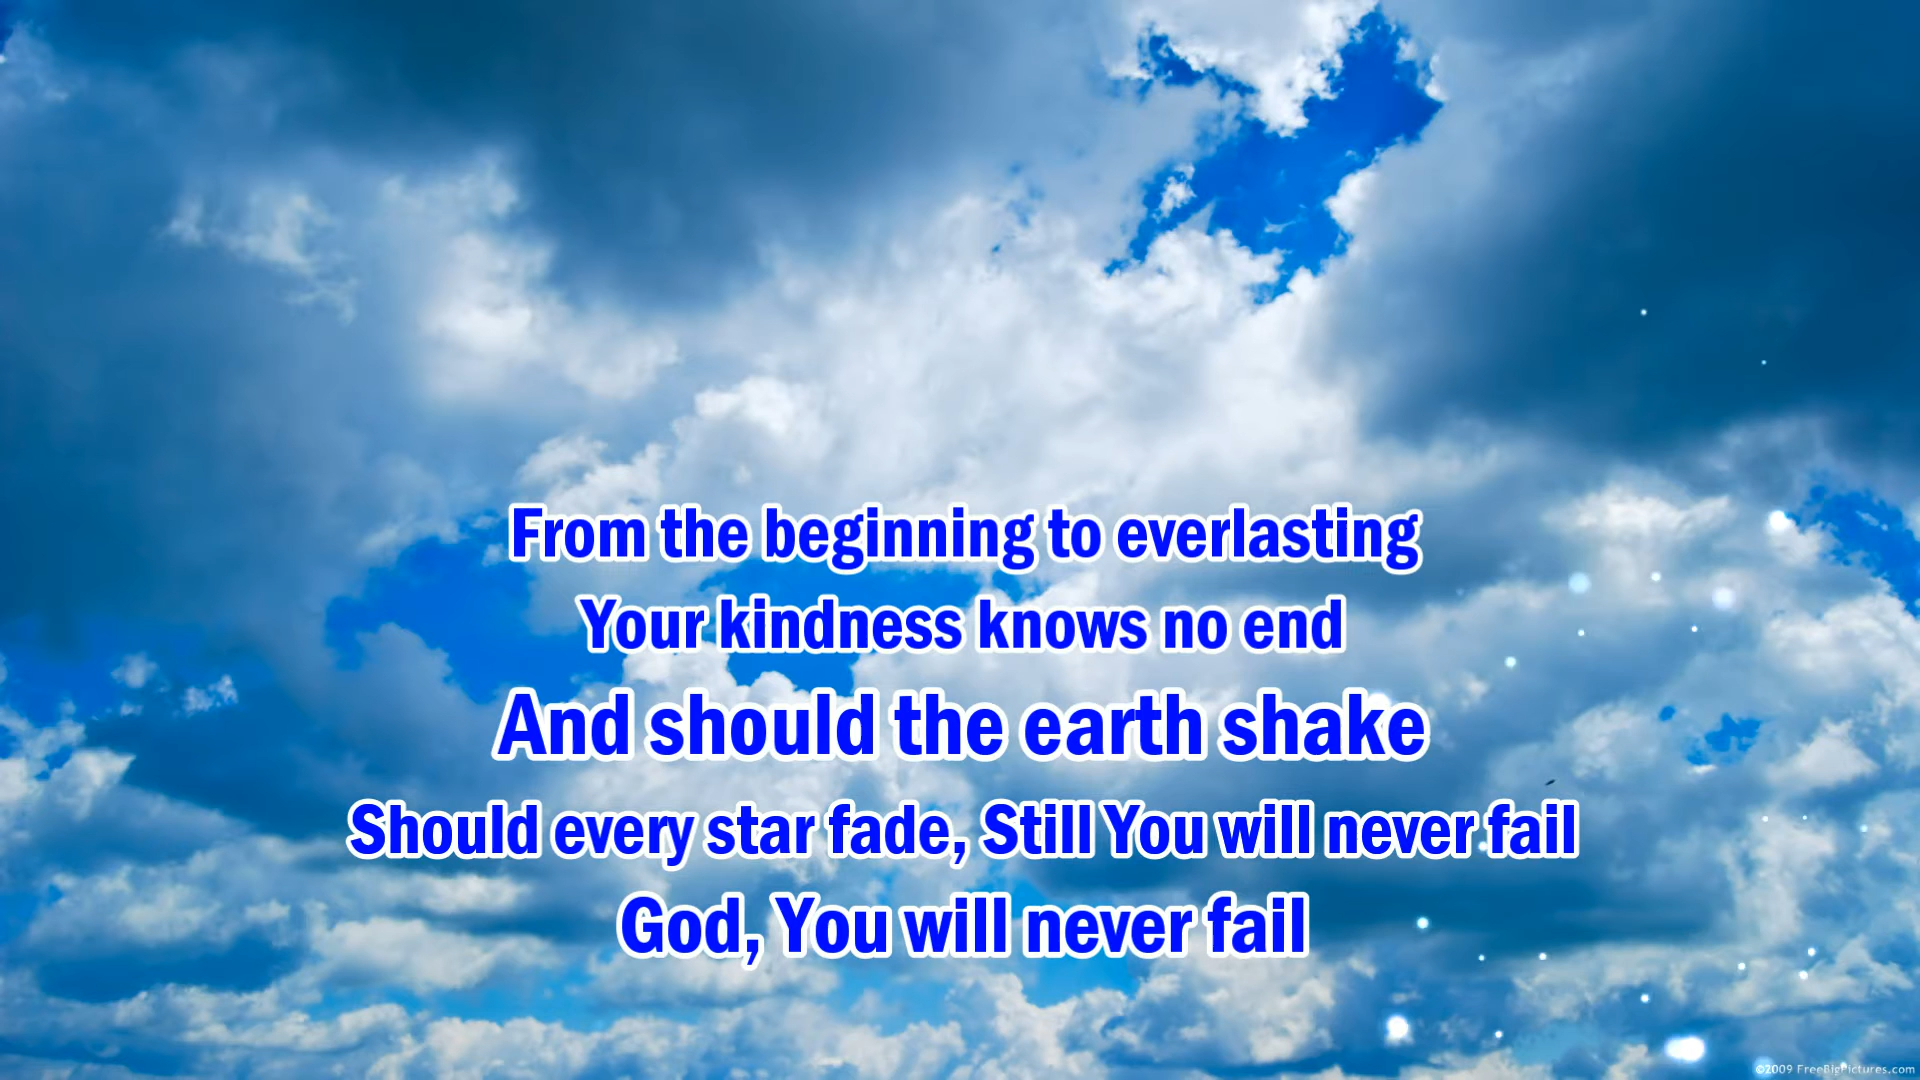 From the beginning to everlasting
Your kindness knows no end
And should the earth shake
Should every star fade, Still You will never fail
God, You will never fail
©2009 FreeBigPictures.com